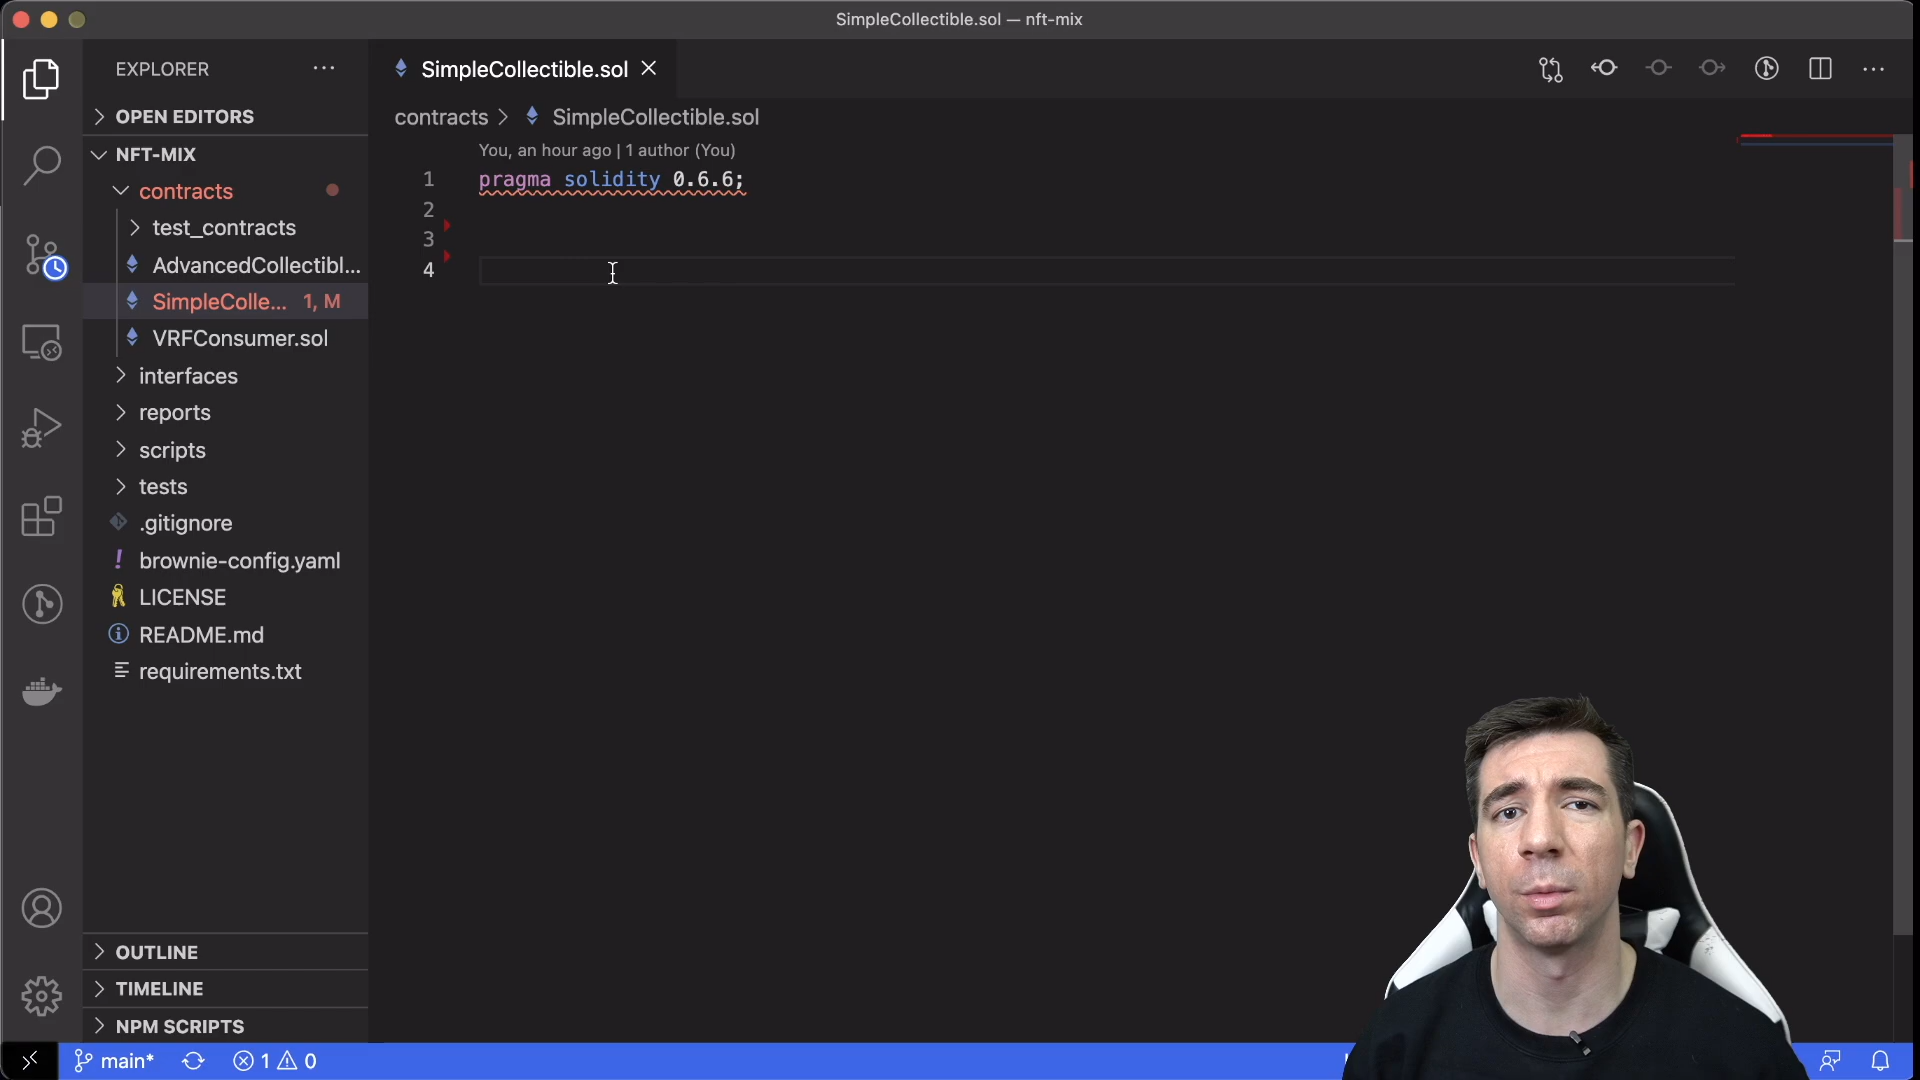 SimpleCollectible.sol — nft-mix
EXPLORER
SimpleCollectible.sol
OPEN EDITORS
contracts > SimpleCollectible.sol
You, an hour ago | 1 author (You)
NFT-MIX
1 pragma solidity 0.6.6;
2
3
4
contracts
test_contracts
AdvancedCollectibl...
SimpleColle... 1, M
VRFConsumer.sol
interfaces
reports
scripts
tests
.gitignore
! brownie-config.yaml
LICENSE
README.md
requirements.txt
OUTLINE
TIMELINE
NPM SCRIPTS
main* 1 0